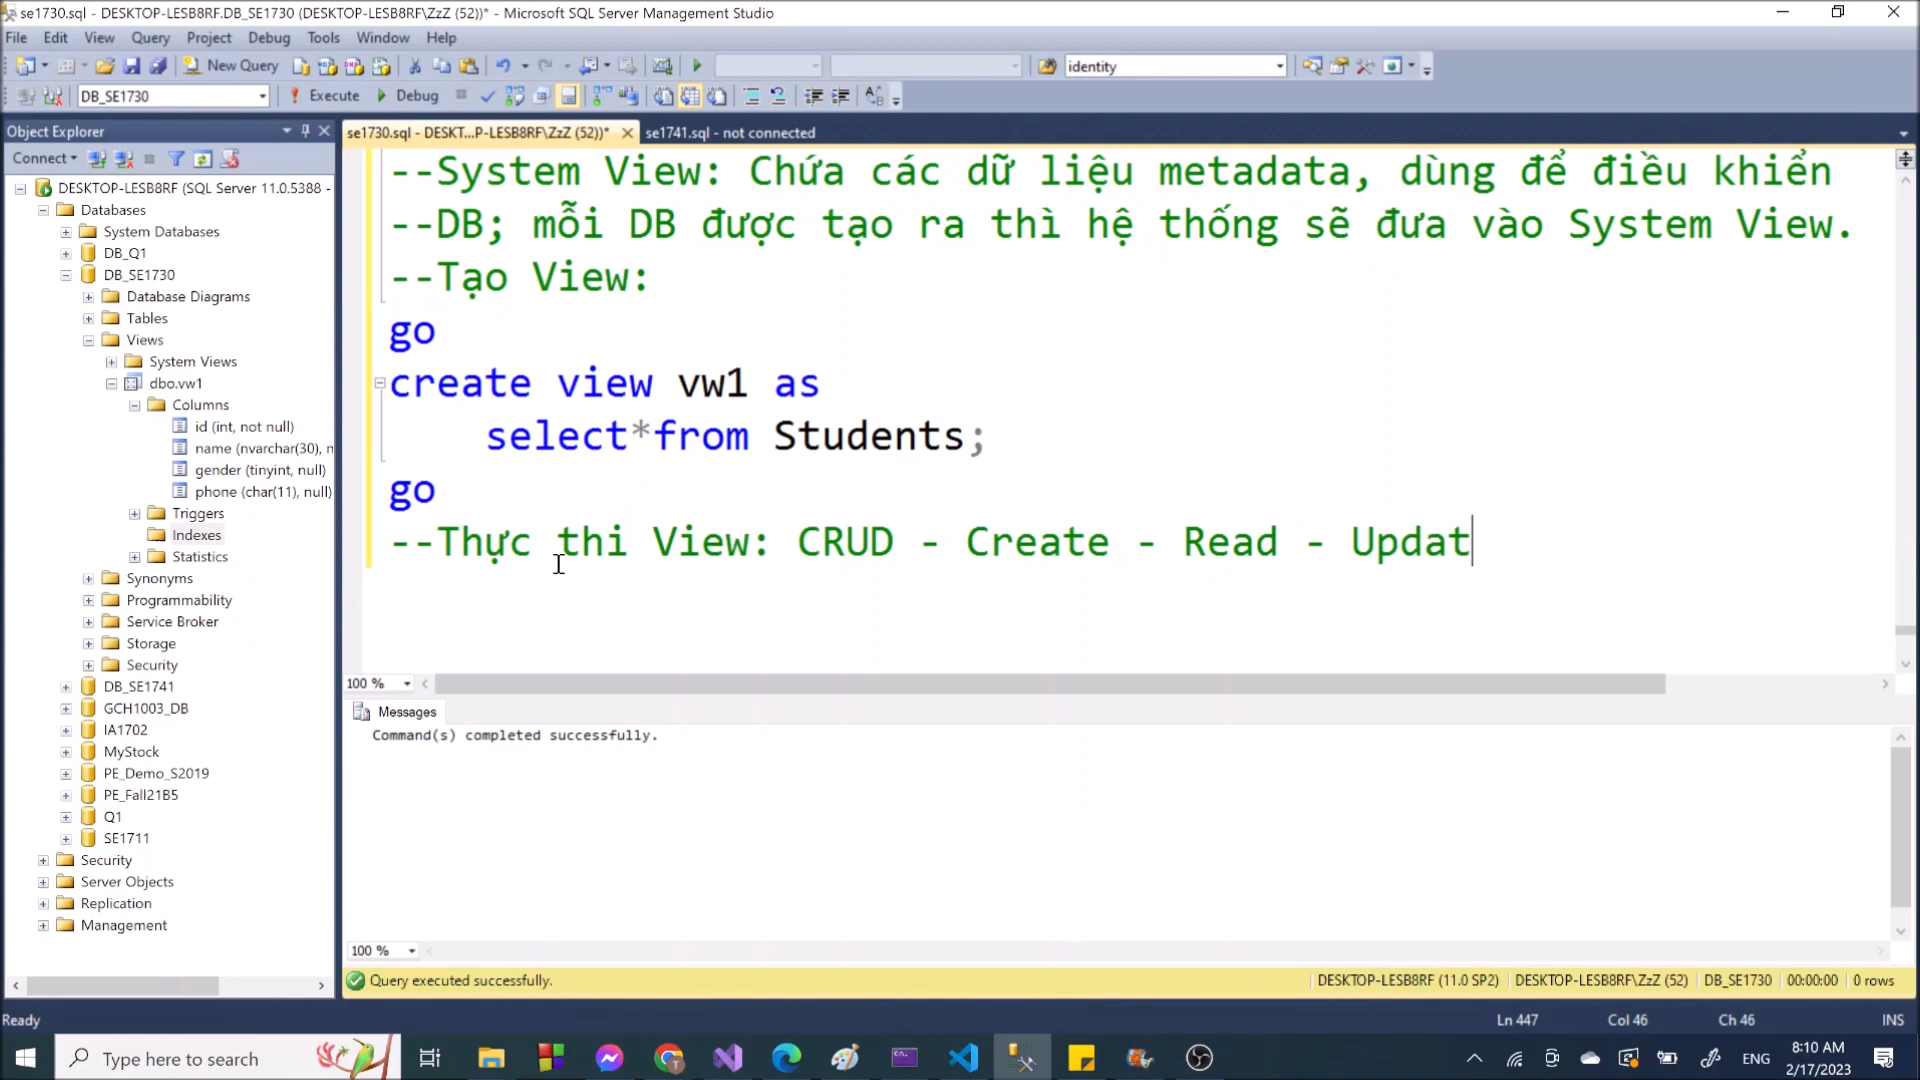 se1730.sql - DESKTOP-LESB8RF.DB_SE1730 (DESKTOP-LESB8RF\ZzZ (52))* - Microsoft SQL Server Management Studio
File Edit View Query Project Debug Tools Window Help
New Query identity
DB_SE1730 Execute Debug
Object Explorer
Connect
DESKTOP-LESB8RF (SQL Server 11.0.5388 -
Databases
System Databases
DB_Q1
DB_SE1730
Database Diagrams
Tables
Views
System Views
dbo.vw1
Columns
id (int, not null)
name (nvarchar(30), n
gender (tinyint, null)
phone (char(11), null)
Triggers
Indexes
Statistics
Synonyms
Programmability
Service Broker
Storage
Security
DB_SE1741
GCH1003_DB
IA1702
MyStock
PE_Demo_S2019
PE_Fall21B5
Q1
SE1711
Security
Server Objects
Replication
Management
se1730.sql - DESKT...P-LESB8RF\ZzZ (52))* se1741.sql - not connected
--System View: Chứa các dữ liệu metadata, dùng để điều khiển
--DB; mỗi DB được tạo ra thì hệ thống sẽ đưa vào System View.
--Tạo View:
go
create view vw1 as
select*from Students;
go
--Thực thi View: CRUD - Create - Read - Updat
100 %
Messages
Command(s) completed successfully.
100 %
Query executed successfully. DESKTOP-LESB8RF (11.0 SP2) DESKTOP-LESB8RF\ZzZ (52) DB_SE1730 00:00:00 0 rows
Ready Ln 447 Col 46 Ch 46 INS
Type here to search ENG 8:10 AM
2/17/2023